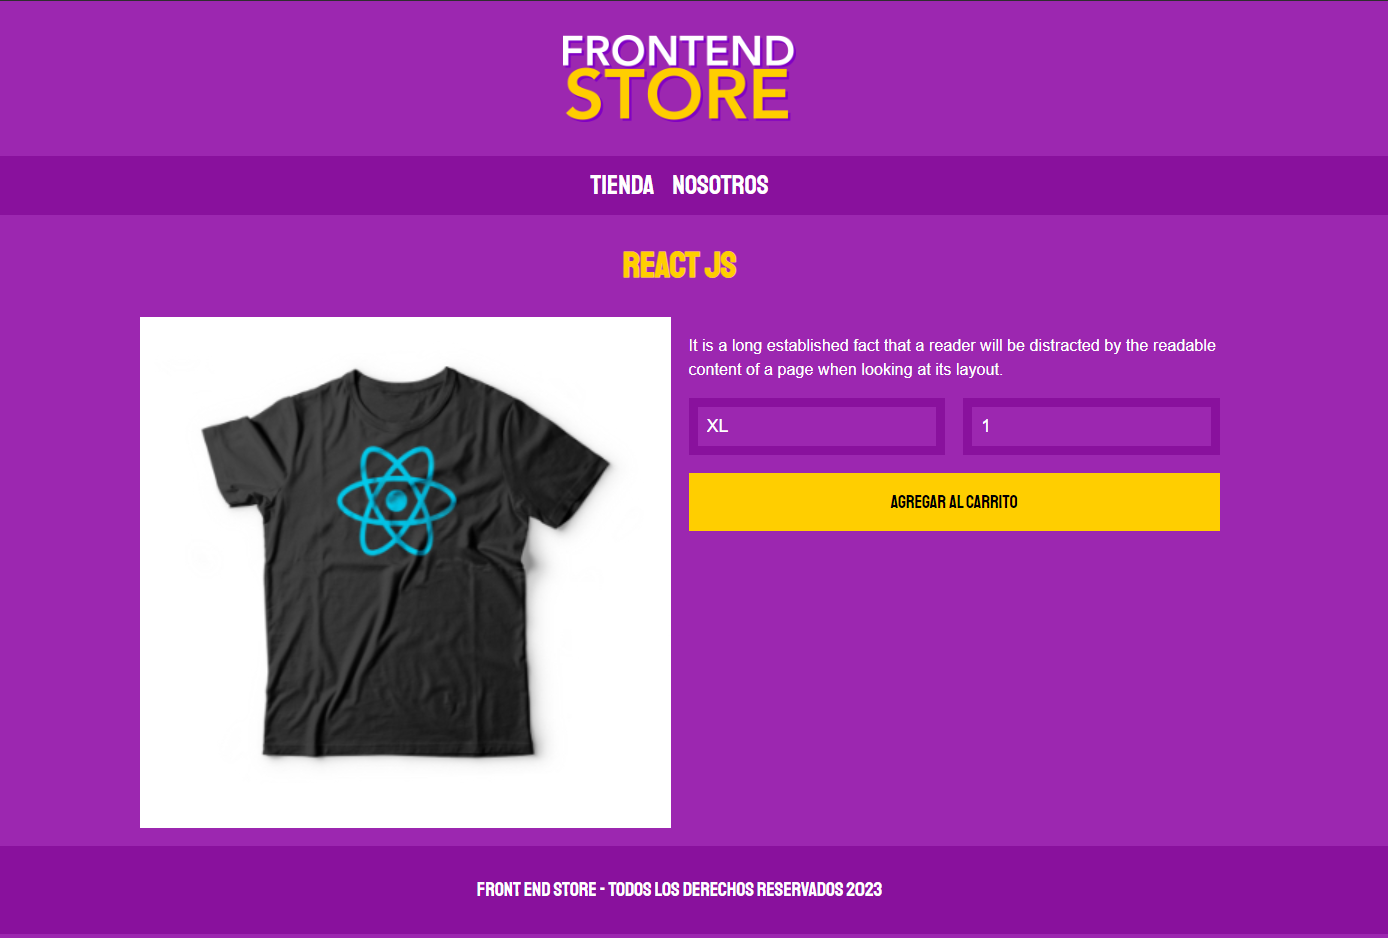 FRONTEND
STORE
TIENDA NOSOTROS
REACT JS
It is a long established fact that a reader will be distracted by the readable
content of a page when looking at its layout.
XL 1
AGREGAR AL CARRITO
FRONT END STORE - TODOS LOS DERECHOS RESERVADOS 2023